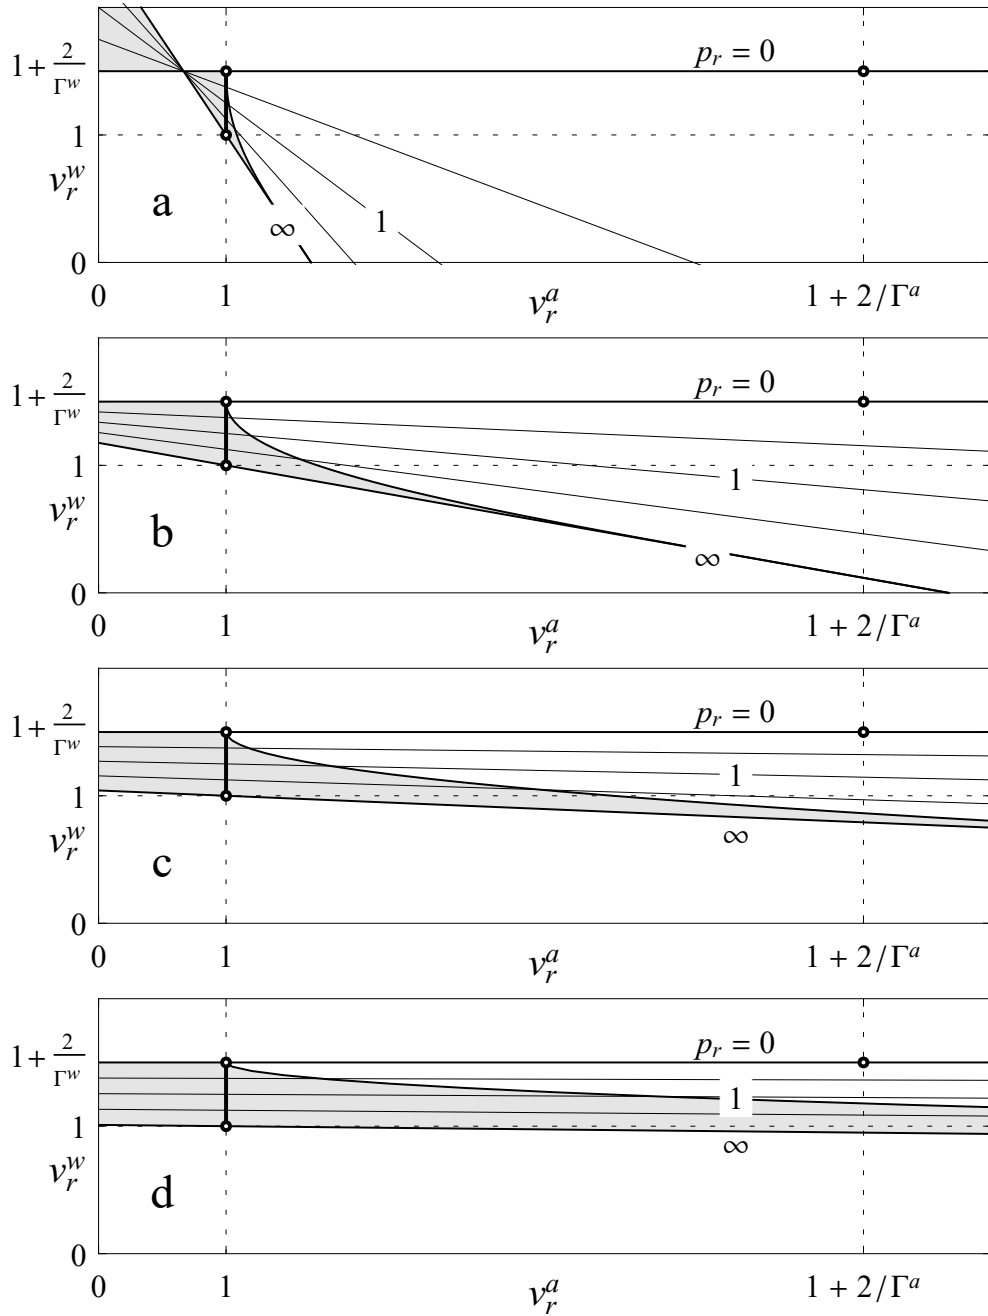 1+ 2/Γ^w
p_r = 0
1
v_r^w
a
∞
1
0
0 1 v_r^a 1 + 2/Γ^a
1+ 2/Γ^w
p_r = 0
1
v_r^w
b
1
∞
0
0 1 v_r^a 1 + 2/Γ^a
1+ 2/Γ^w
p_r = 0
1
1
v_r^w
c
∞
0
0 1 v_r^a 1 + 2/Γ^a
1+ 2/Γ^w
p_r = 0
1
1
v_r^w
d
∞
0
0 1 v_r^a 1 + 2/Γ^a